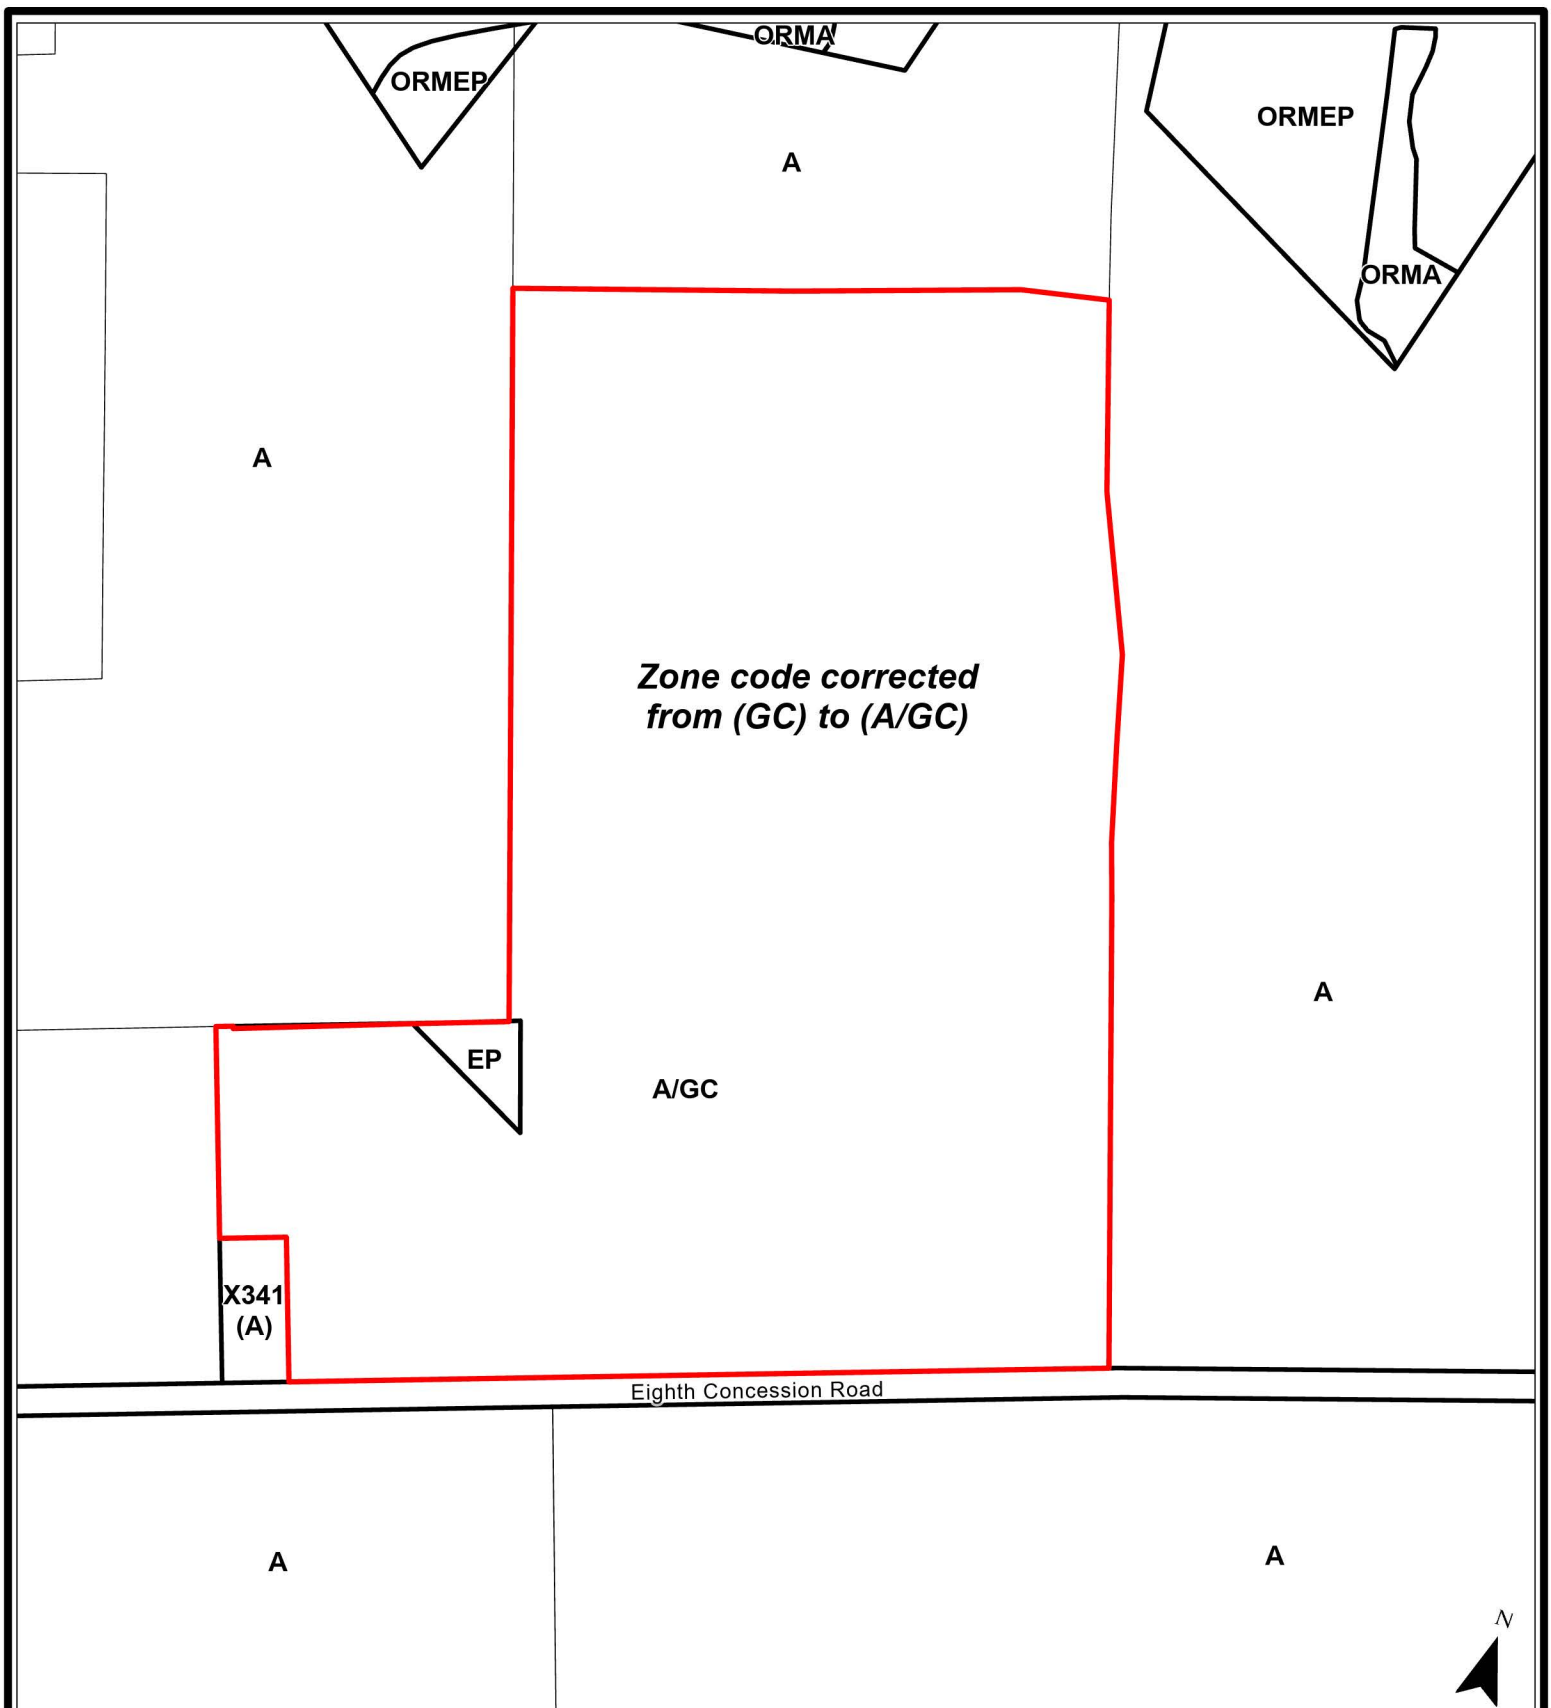 ORMA
ORMEP
ORMEP
A
ORMA
A
Zone code corrected
from (GC) to (A/GC)
A
EP
A/GC
X341
(A)
Eighth Concession Road
A
A
N